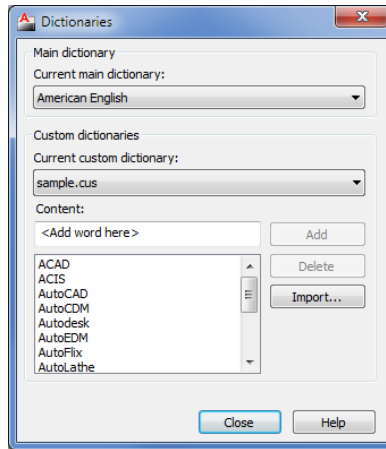 Dictionaries
Main dictionary
Current main dictionary:
American English
Custom dictionaries
Current custom dictionary:
sample.cus
Content:
<Add word here>
Add
ACAD
ACIS
AutoCAD
AutoCDM
Autodesk
AutoEDM
AutoFlix
AutoLathe
Delete
Import...
Close
Help